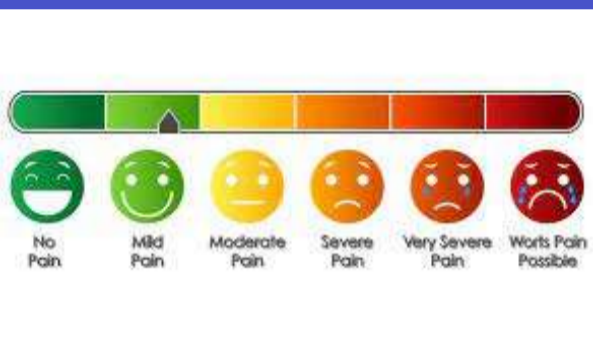 No
Pain
Mild
Pain
Moderate
Pain
Severe
Pain
Very Severe
Pain
Worts Pain
Possible